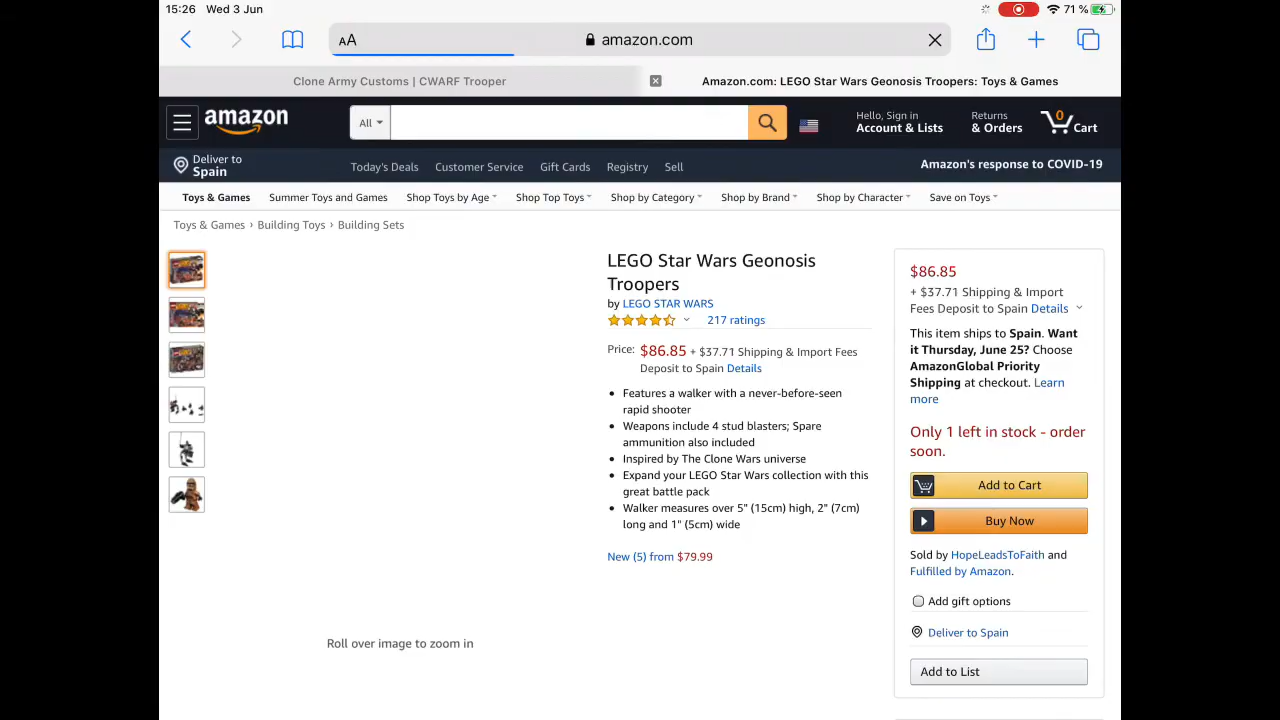 15:26 Wed 3 Jun
71 %
AA
amazon.com
Clone Army Customs | CWARF Trooper
Amazon.com: LEGO Star Wars Geonosis Troopers: Toys & Games
amazon
All
Hello, Sign in
Account & Lists
Returns
& Orders
0
Cart
Deliver to
Spain
Today's Deals
Customer Service
Gift Cards
Registry
Sell
Amazon's response to COVID-19
Toys & Games
Summer Toys and Games
Shop Toys by Age
Shop Top Toys
Shop by Category
Shop by Brand
Shop by Character
Save on Toys
Toys & Games › Building Toys › Building Sets
LEGO Star Wars Geonosis
Troopers
by LEGO STAR WARS
217 ratings
Price: $86.85 + $37.71 Shipping & Import Fees
Deposit to Spain Details
• Features a walker with a never-before-seen
rapid shooter
• Weapons include 4 stud blasters; Spare
ammunition also included
• Inspired by The Clone Wars universe
• Expand your LEGO Star Wars collection with this
great battle pack
• Walker measures over 5" (15cm) high, 2" (7cm)
long and 1" (5cm) wide
New (5) from $79.99
Roll over image to zoom in
$86.85
+ $37.71 Shipping & Import
Fees Deposit to Spain Details
This item ships to Spain. Want
it Thursday, June 25? Choose
AmazonGlobal Priority
Shipping at checkout. Learn
more
Only 1 left in stock - order
soon.
Add to Cart
Buy Now
Sold by HopeLeadsToFaith and
Fulfilled by Amazon.
Add gift options
Deliver to Spain
Add to List